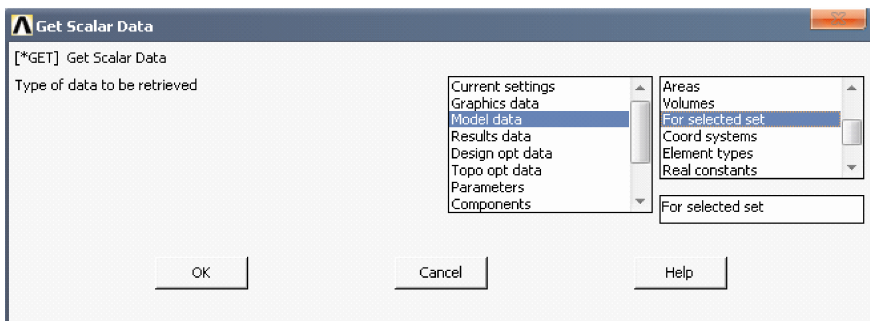 Get Scalar Data
[*GET] Get Scalar Data
Type of data to be retrieved
Current settings
Graphics data
Model data
Results data
Design opt data
Topo opt data
Parameters
Components
Areas
Volumes
For selected set
Coord systems
Element types
Real constants
For selected set
OK
Cancel
Help